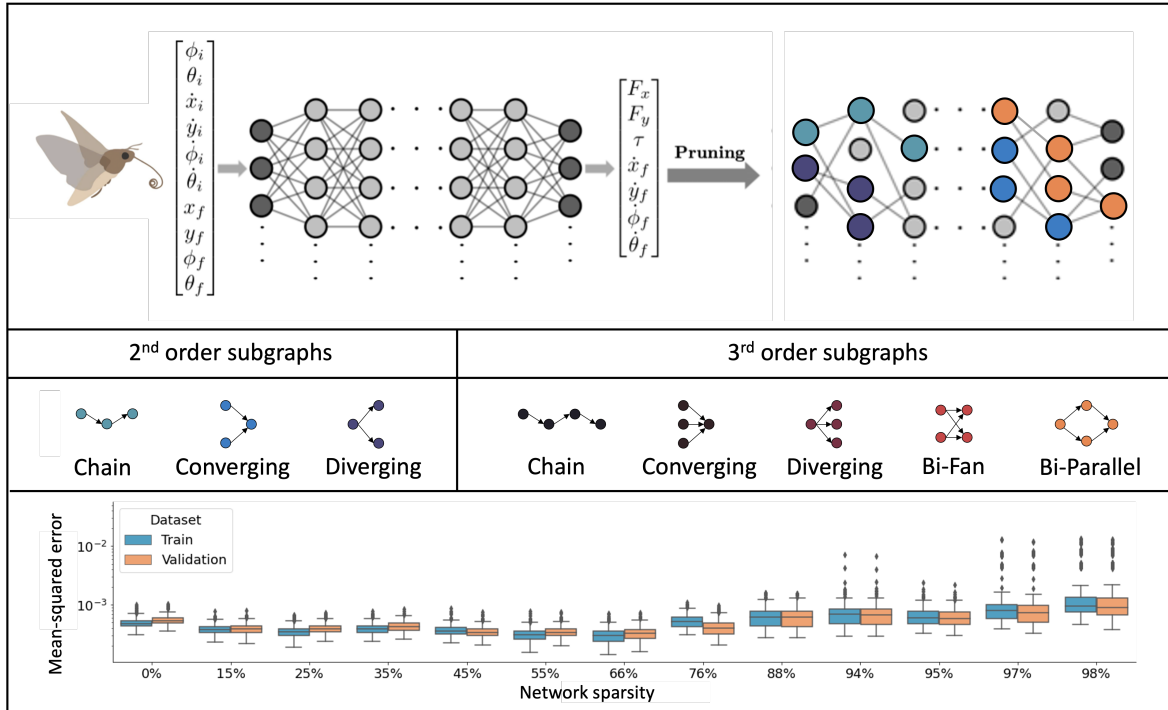 ϕ_i
θ_i
ẋ_i
ẏ_i
ϕ̇_i
θ̇_i
x_f
y_f
ϕ_f
θ_f
F_x
F_y
τ
ẋ_f
ẏ_f
ϕ̇_f
θ̇_f
Pruning
2nd order subgraphs
3rd order subgraphs
Chain Converging Diverging Chain Converging Diverging Bi-Fan Bi-Parallel
Mean-squared error
Dataset
Train
Validation
10^-2
10^-3
0% 15% 25% 35% 45% 55% 66% 76% 88% 94% 95% 97% 98%
Network sparsity